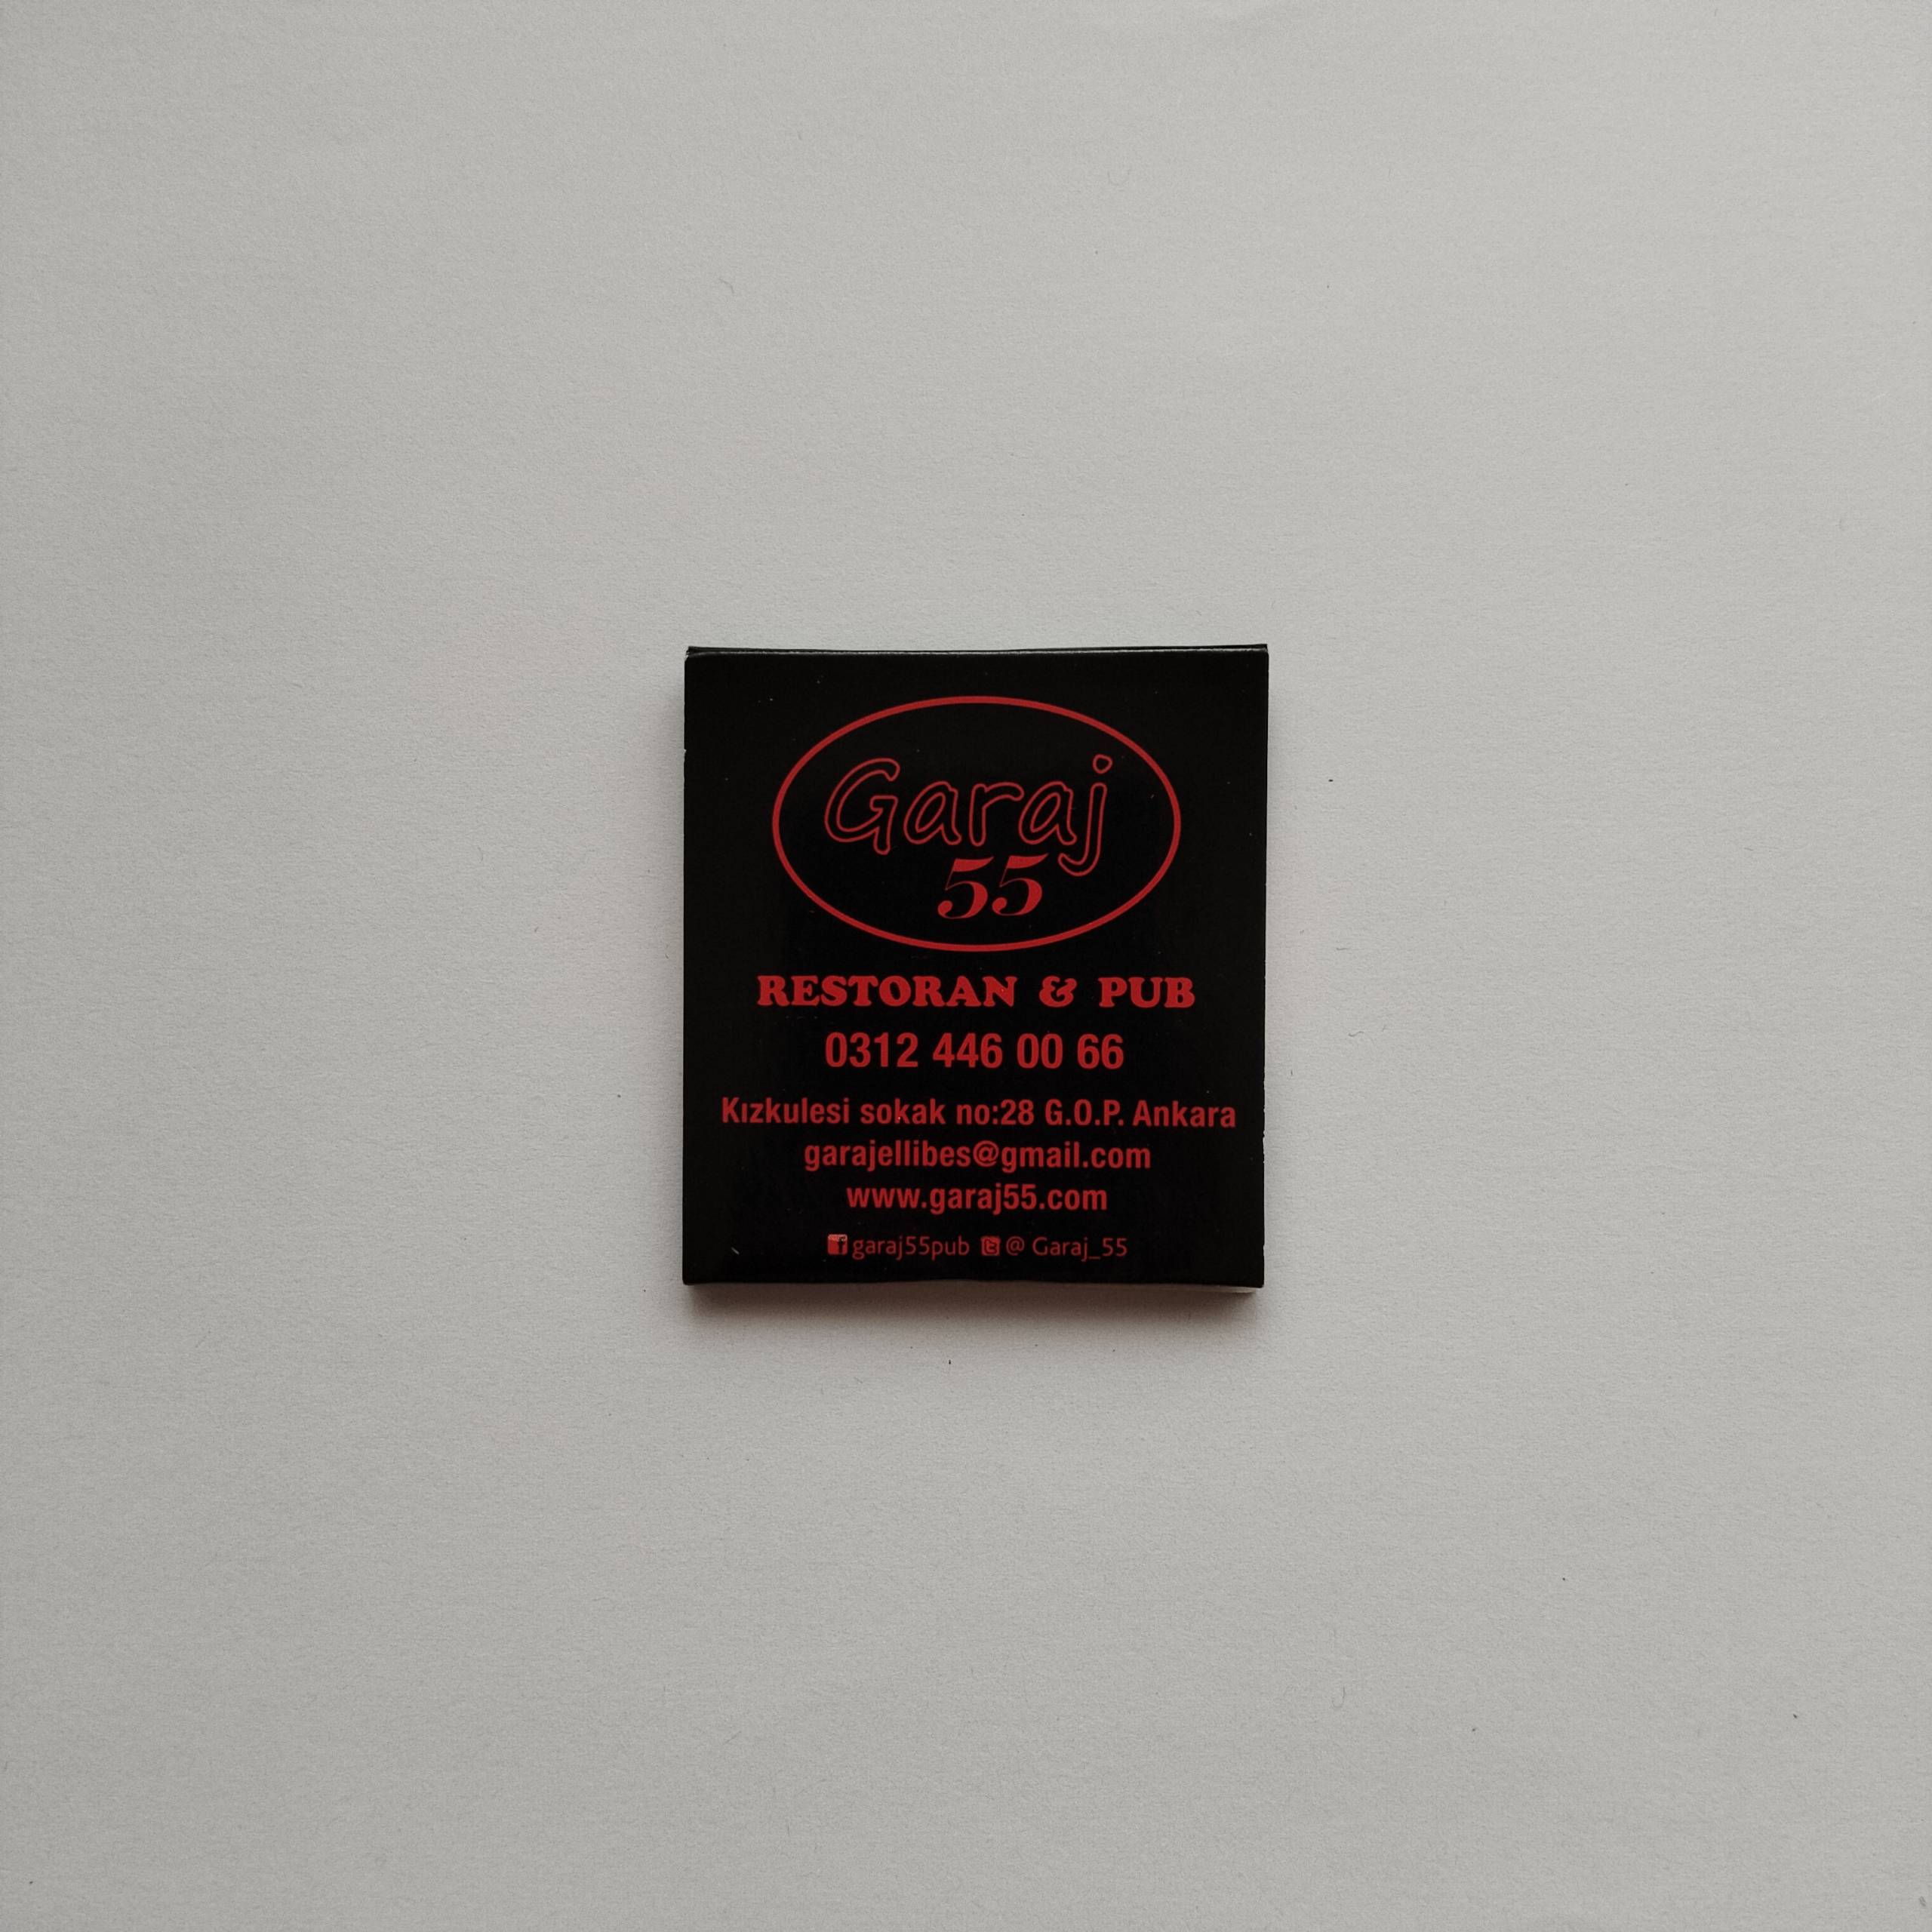 Garaj
55
RESTORAN & PUB
0312 446 00 66
Kızkulesi sokak no:28 G.O.P. Ankara
garajellibes@gmail.com
www.garaj55.com
f garaj55pub t @ Garaj_55